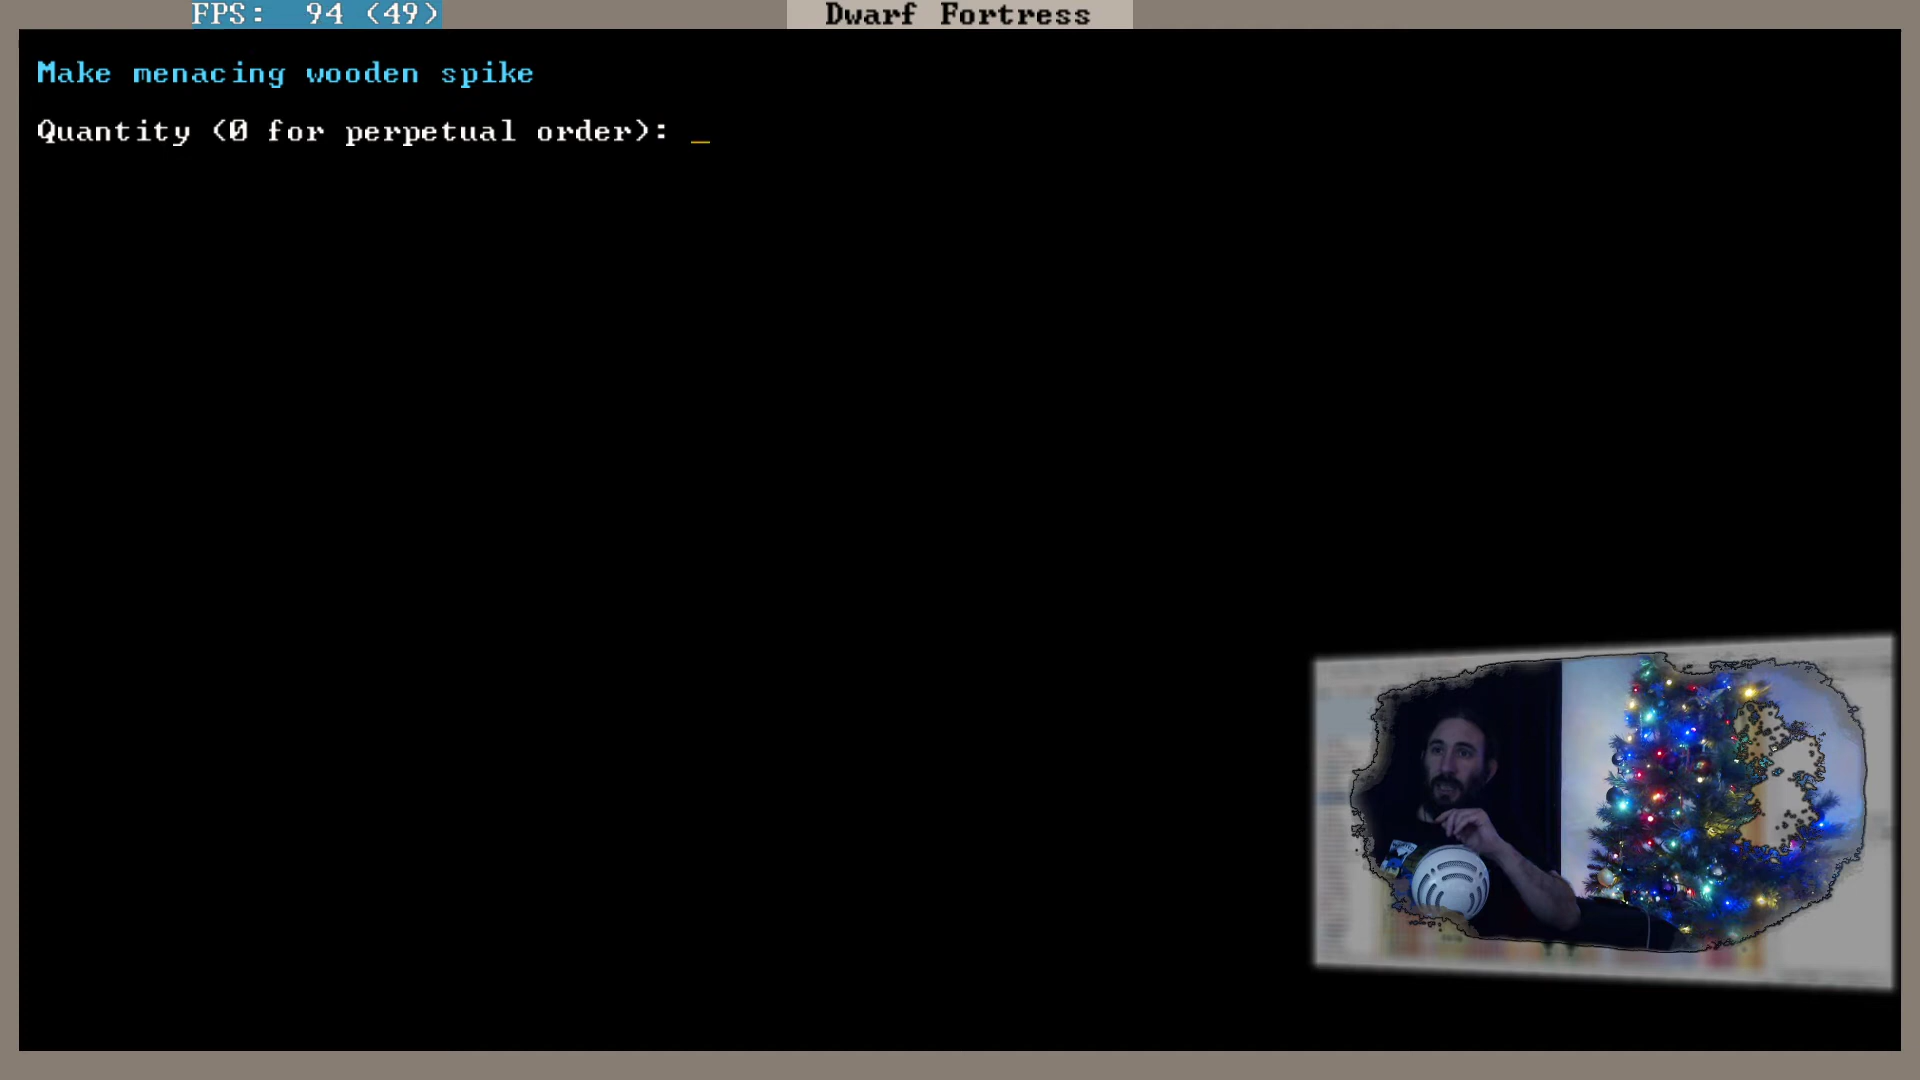 FPS: 94 (49)
Dwarf Fortress
Make menacing wooden spike
Quantity (0 for perpetual order): _